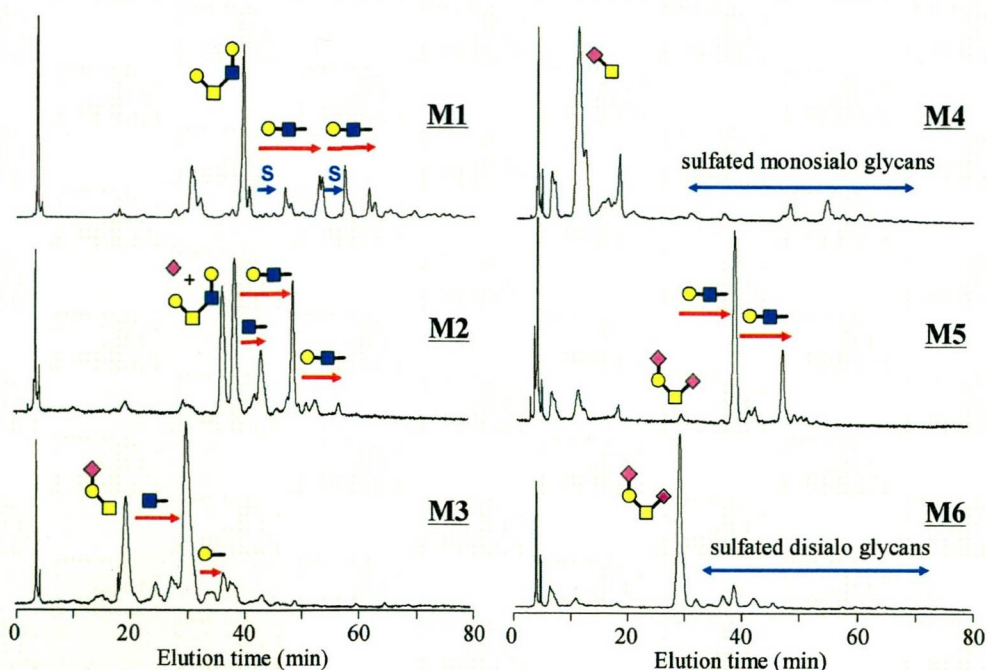 M1
S
S
M2
+
M3
0 20 40 60 80
Elution time (min)
M4
sulfated monosialo glycans
M5
M6
sulfated disialo glycans
0 20 40 60 80
Elution time (min)